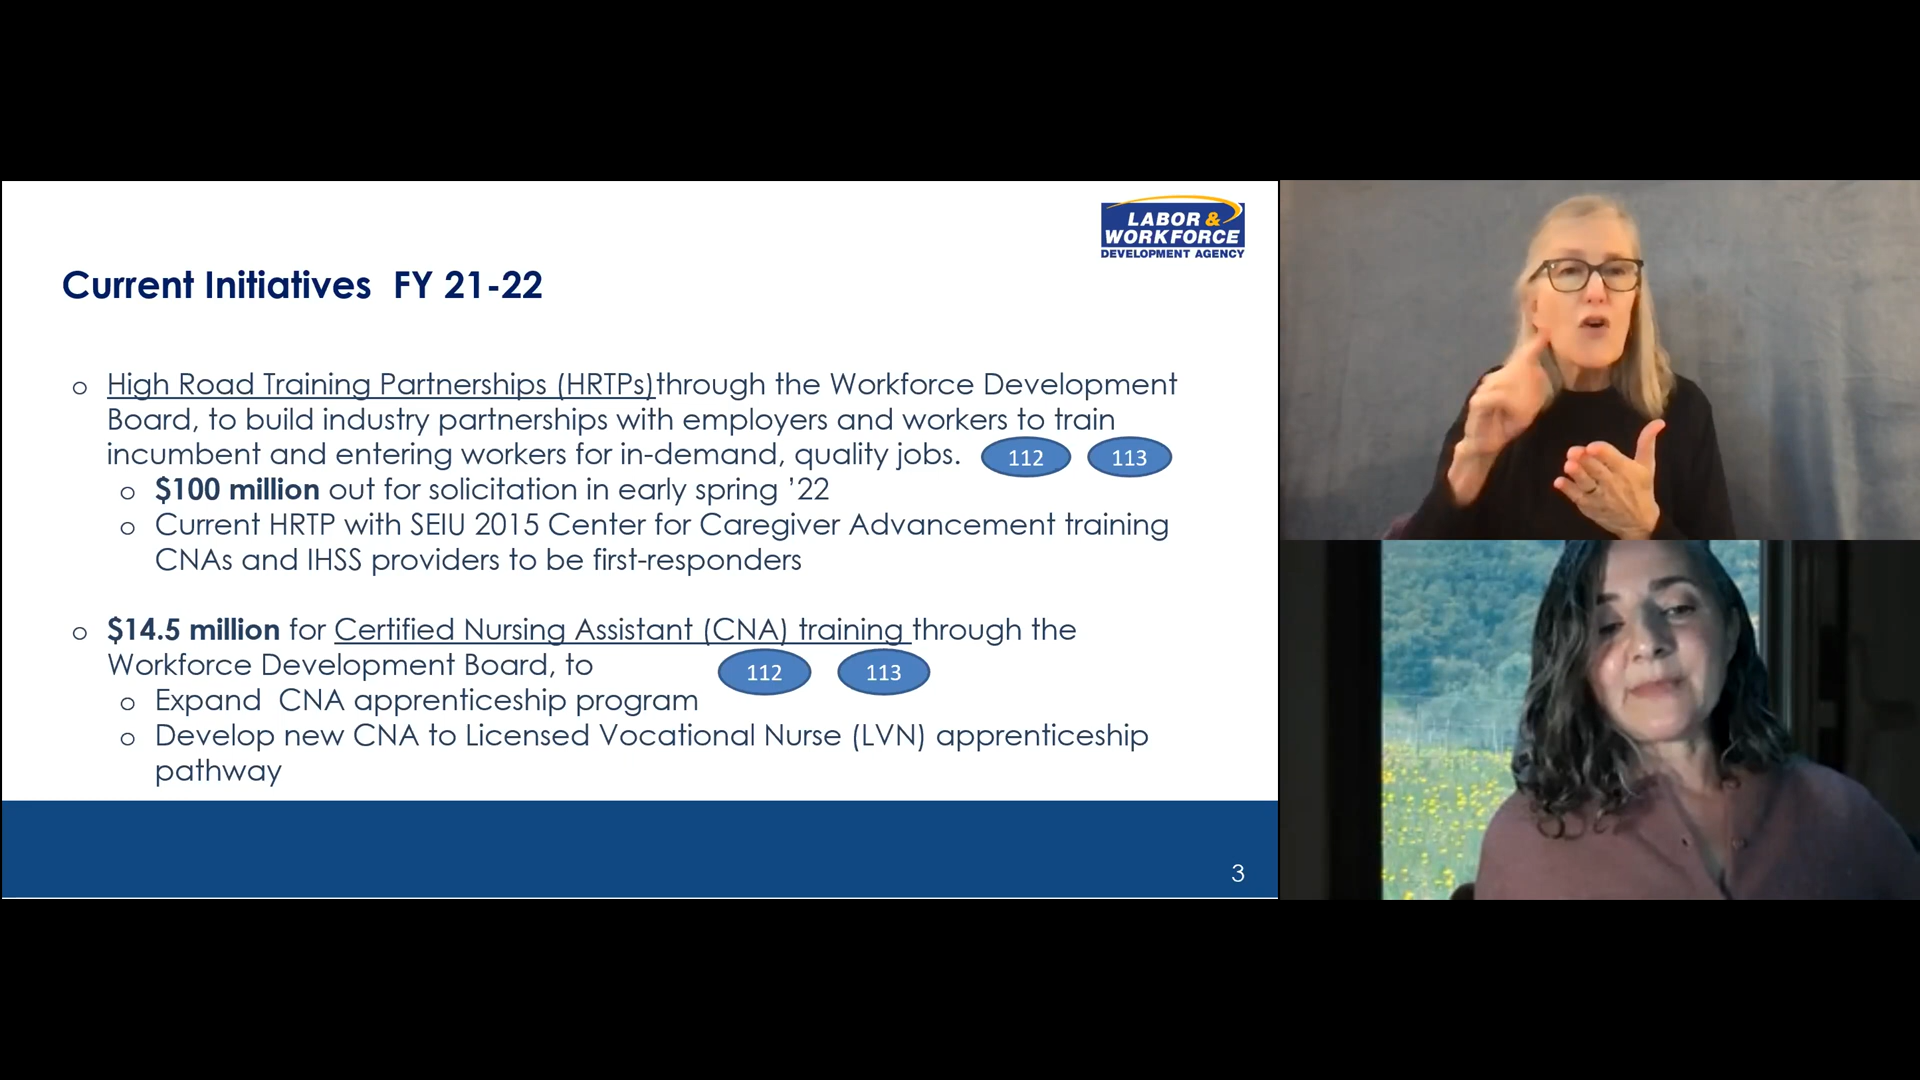 LABOR &
WORKFORCE
DEVELOPMENT AGENCY
Current Initiatives  FY 21-22
o High Road Training Partnerships (HRTPs)through the Workforce Development
Board, to build industry partnerships with employers and workers to train
incumbent and entering workers for in-demand, quality jobs. 112 113
o $100 million out for solicitation in early spring ’22
o Current HRTP with SEIU 2015 Center for Caregiver Advancement training
CNAs and IHSS providers to be first-responders
o $14.5 million for Certified Nursing Assistant (CNA) training through the
Workforce Development Board, to 112 113
o Expand  CNA apprenticeship program
o Develop new CNA to Licensed Vocational Nurse (LVN) apprenticeship
pathway
3